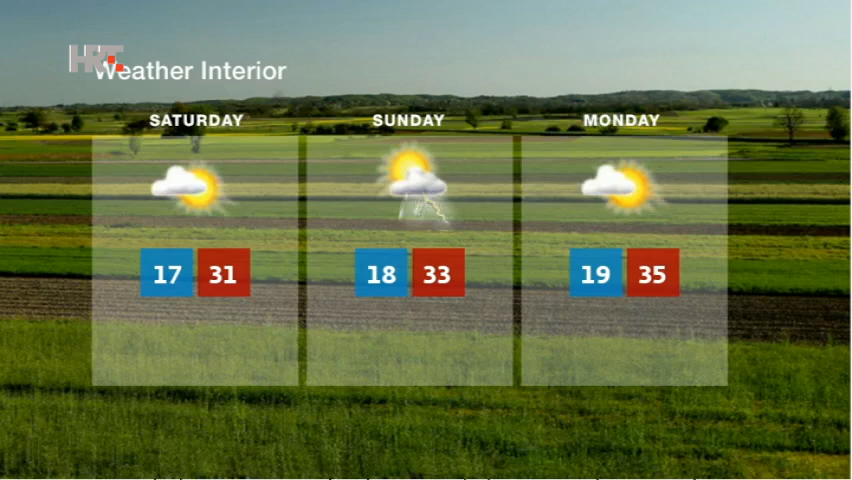 HRT
Weather Interior
SATURDAY SUNDAY MONDAY
17 31 18 33 19 35